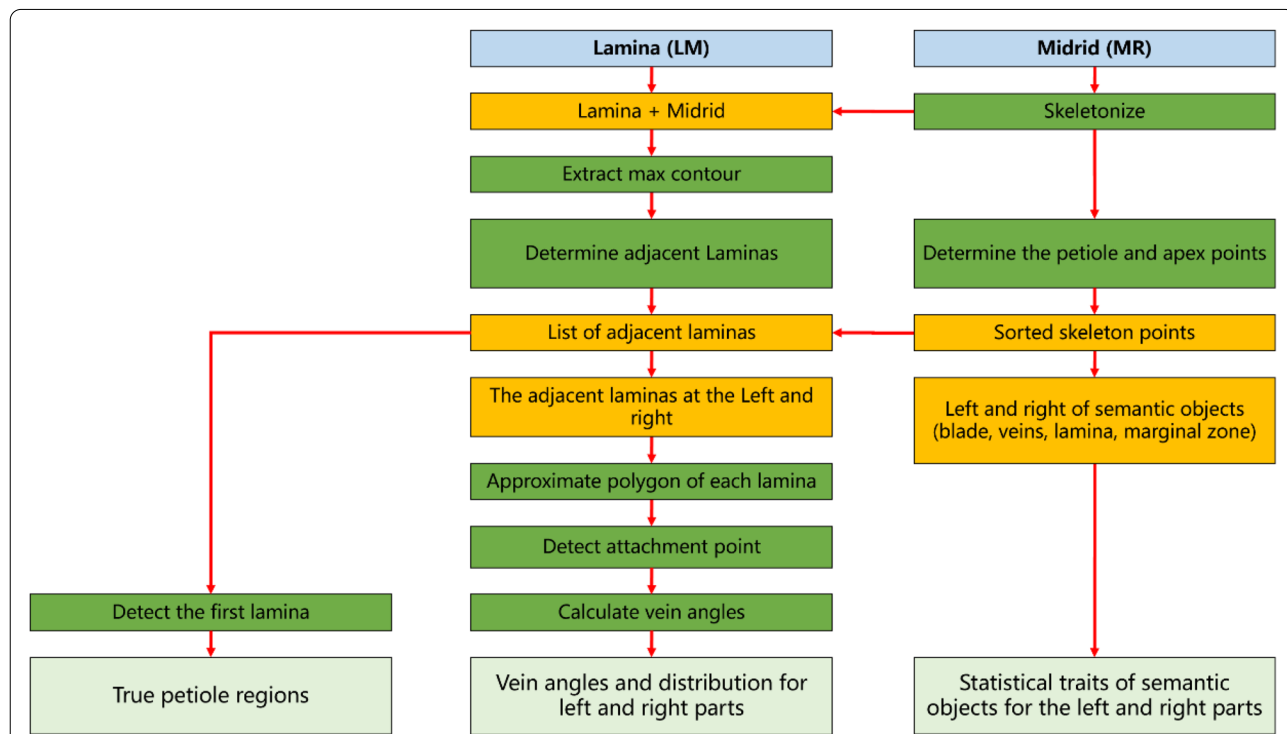 Lamina (LM)
Midrid (MR)
Lamina + Midrid
Skeletonize
Extract max contour
Determine adjacent Laminas
Determine the petiole and apex points
List of adjacent laminas
Sorted skeleton points
The adjacent laminas at the Left and
right
Left and right of semantic objects
(blade, veins, lamina, marginal zone)
Approximate polygon of each lamina
Detect attachment point
Detect the first lamina
Calculate vein angles
True petiole regions
Vein angles and distribution for
left and right parts
Statistical traits of semantic
objects for the left and right parts